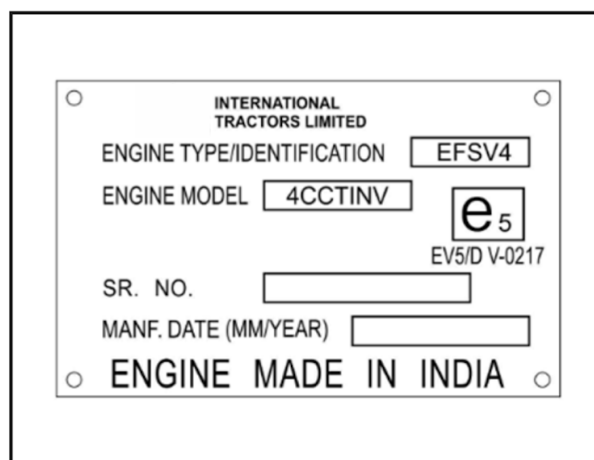 INTERNATIONAL
TRACTORS LIMITED
ENGINE TYPE/IDENTIFICATION EFSV4
ENGINE MODEL 4CCTINV
e5
EV5/D V-0217
SR. NO.
MANF. DATE (MM/YEAR)
ENGINE MADE IN INDIA